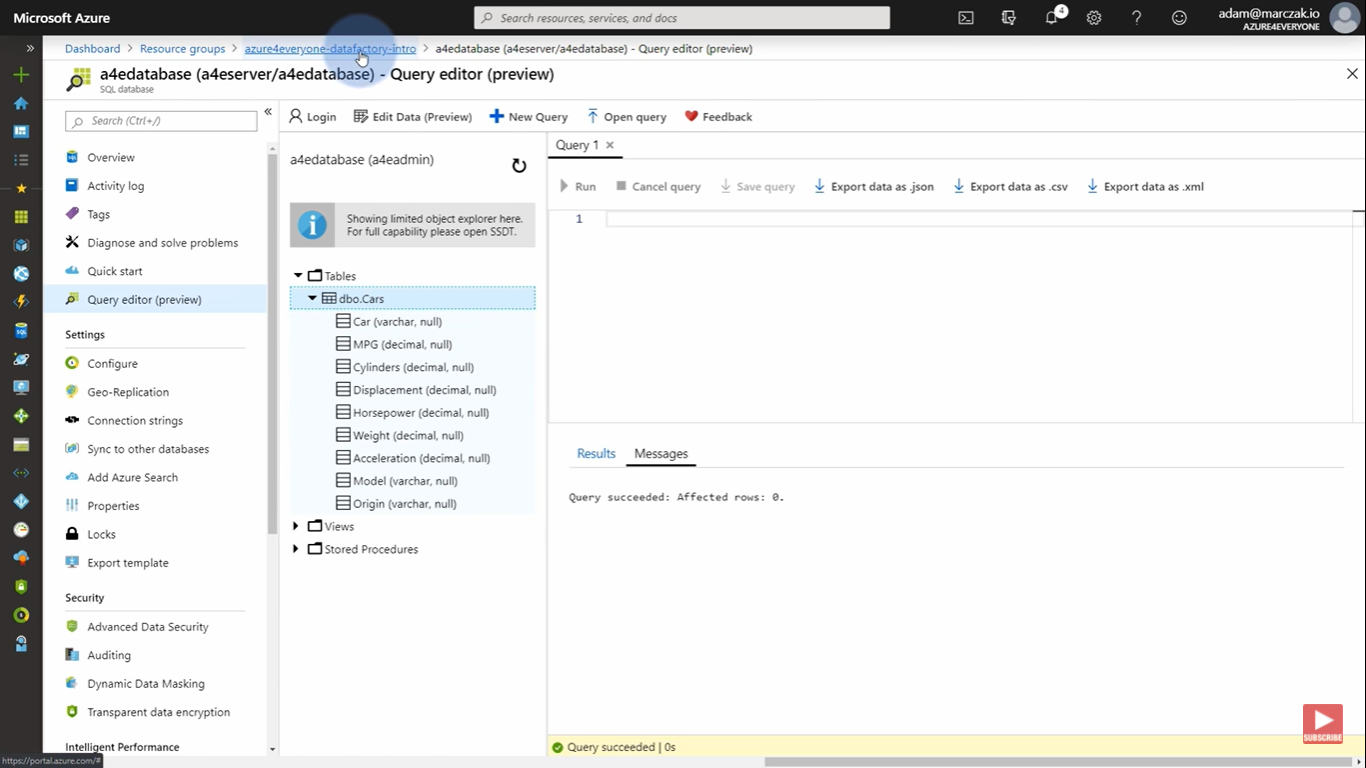 Microsoft Azure
Search resources, services, and docs
4
adam@marczak.io
AZURE4EVERYONE
Dashboard > Resource groups > azure4everyone-datafactory-intro > a4edatabase (a4eserver/a4edatabase) - Query editor (preview)
a4edatabase (a4eserver/a4edatabase) - Query editor (preview)
SQL database
Search (Ctrl+/)
Overview
Activity log
Tags
Diagnose and solve problems
Quick start
Query editor (preview)
Settings
Configure
Geo-Replication
Connection strings
Sync to other databases
Add Azure Search
Properties
Locks
Export template
Security
Advanced Data Security
Auditing
Dynamic Data Masking
Transparent data encryption
Intelligent Performance
Login Edit Data (Preview) New Query Open query Feedback
a4edatabase (a4eadmin)
Showing limited object explorer here.
For full capability please open SSDT.
Tables
dbo.Cars
Car (varchar, null)
MPG (decimal, null)
Cylinders (decimal, null)
Displacement (decimal, null)
Horsepower (decimal, null)
Weight (decimal, null)
Acceleration (decimal, null)
Model (varchar, null)
Origin (varchar, null)
Views
Stored Procedures
Query 1
Run Cancel query Save query Export data as .json Export data as .csv Export data as .xml
1
Results Messages
Query succeeded: Affected rows: 0.
SUBSCRIBE
Query succeeded | 0s
https://portal.azure.com/#